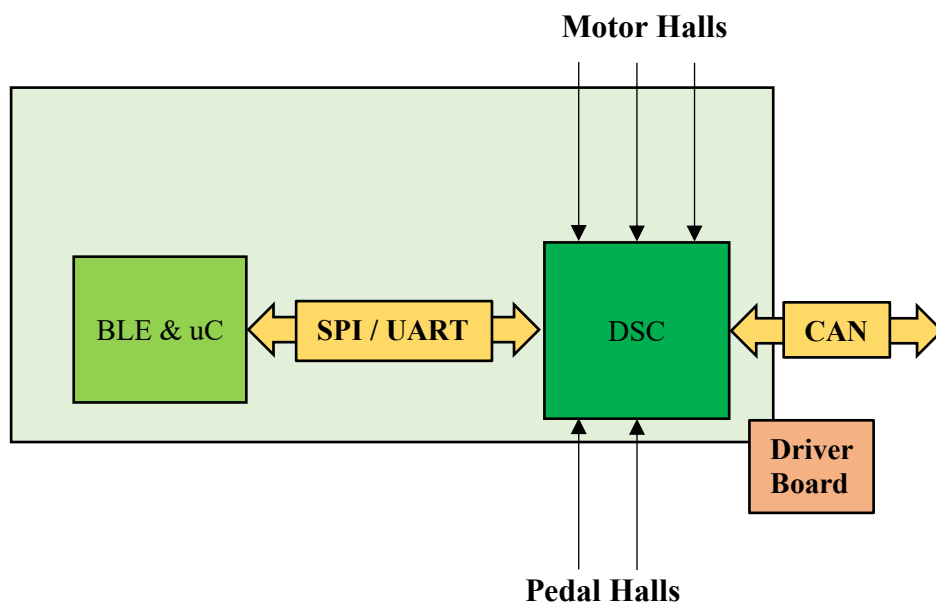 Motor Halls
BLE & uC
SPI / UART
DSC
CAN
Driver
Board
Pedal Halls